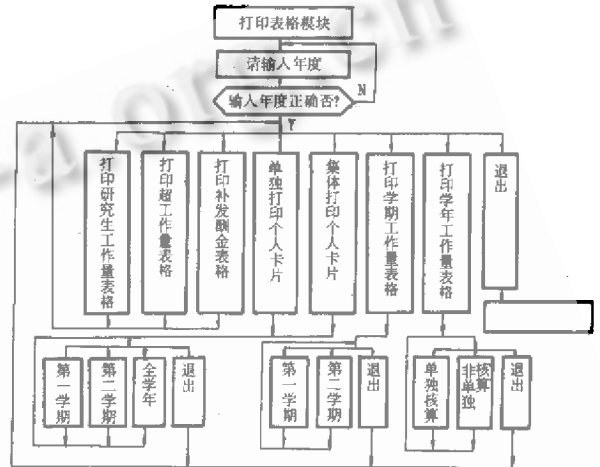 打印表格模块
请输入年度
N
输入年度正确否?
Y
打印研究生工作量表格
打印超工作量表格
打印补发酬金表格
单独打印个人卡片
集体打印个人卡片
打印学期工作量表格
打印学年工作量表格
退出
第一学期
第二学期
全学年
退出
第一学期
第二学期
退出
单独核算
非单独
核算
退出